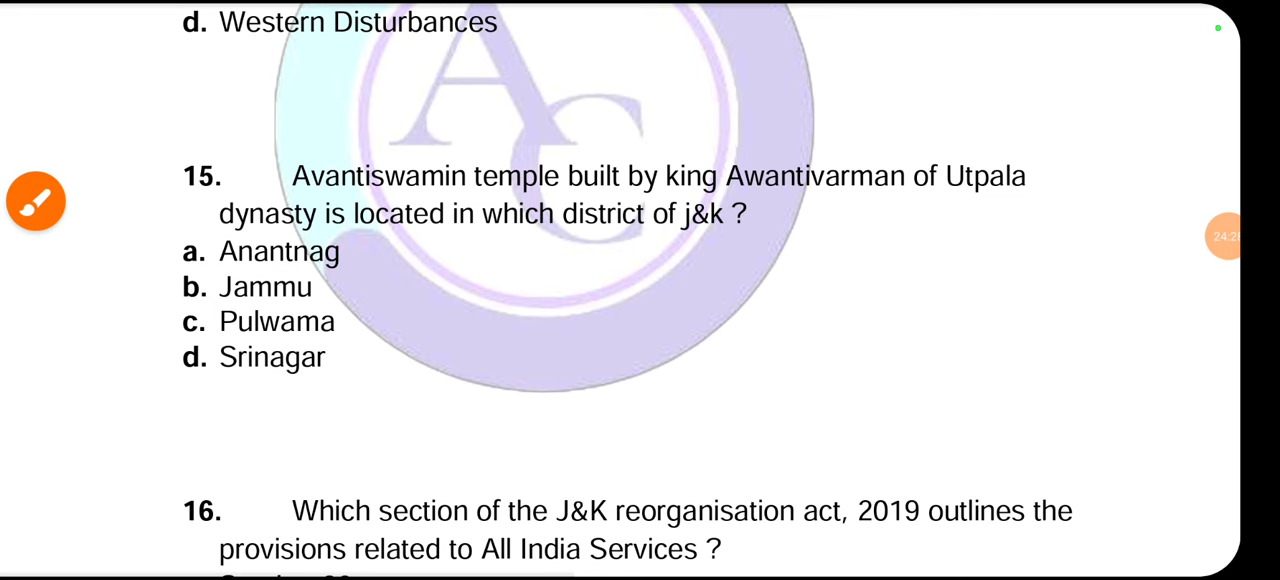 d. Western Disturbances
AC
15. Avantiswamin temple built by king Awantivarman of Utpala
dynasty is located in which district of j&k ?
a. Anantnag
b. Jammu
c. Pulwama
d. Srinagar
16. Which section of the J&K reorganisation act, 2019 outlines the
provisions related to All India Services ?